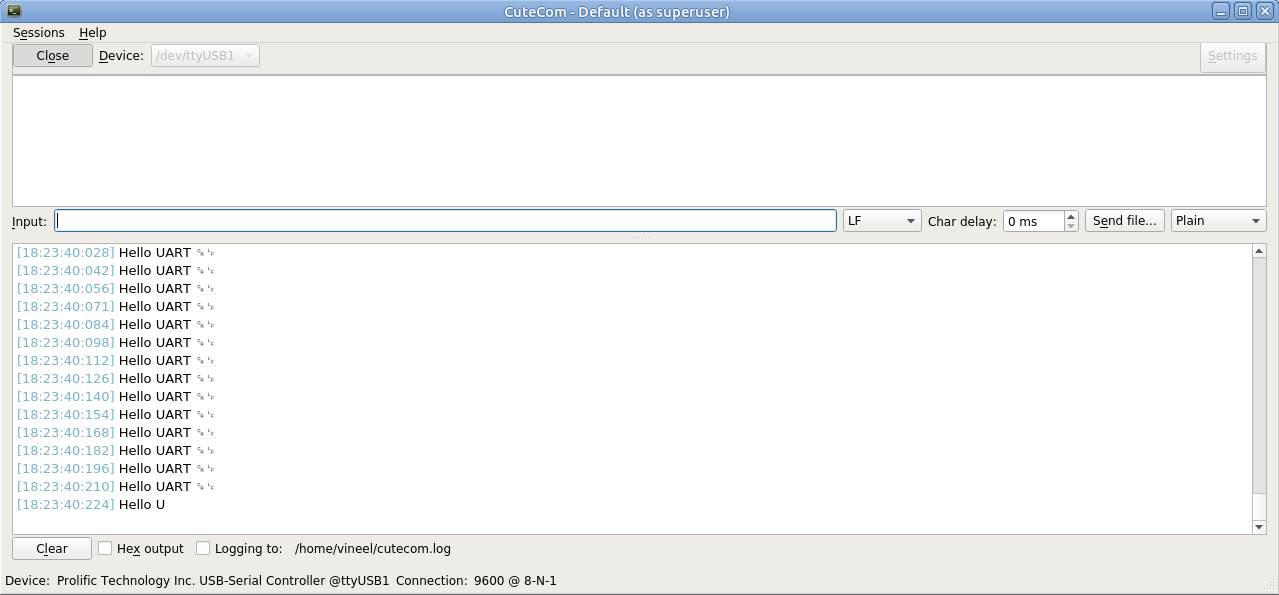 CuteCom - Default (as superuser)
Sessions Help
Close Device: /dev/ttyUSB1 Settings
Input: LF Char delay: 0 ms Send file... Plain
[18:23:40:028] Hello UART ␍␊
[18:23:40:042] Hello UART ␍␊
[18:23:40:056] Hello UART ␍␊
[18:23:40:071] Hello UART ␍␊
[18:23:40:084] Hello UART ␍␊
[18:23:40:098] Hello UART ␍␊
[18:23:40:112] Hello UART ␍␊
[18:23:40:126] Hello UART ␍␊
[18:23:40:140] Hello UART ␍␊
[18:23:40:154] Hello UART ␍␊
[18:23:40:168] Hello UART ␍␊
[18:23:40:182] Hello UART ␍␊
[18:23:40:196] Hello UART ␍␊
[18:23:40:210] Hello UART ␍␊
[18:23:40:224] Hello U
Clear Hex output Logging to: /home/vineel/cutecom.log
Device: Prolific Technology Inc. USB-Serial Controller @ttyUSB1 Connection: 9600 @ 8-N-1